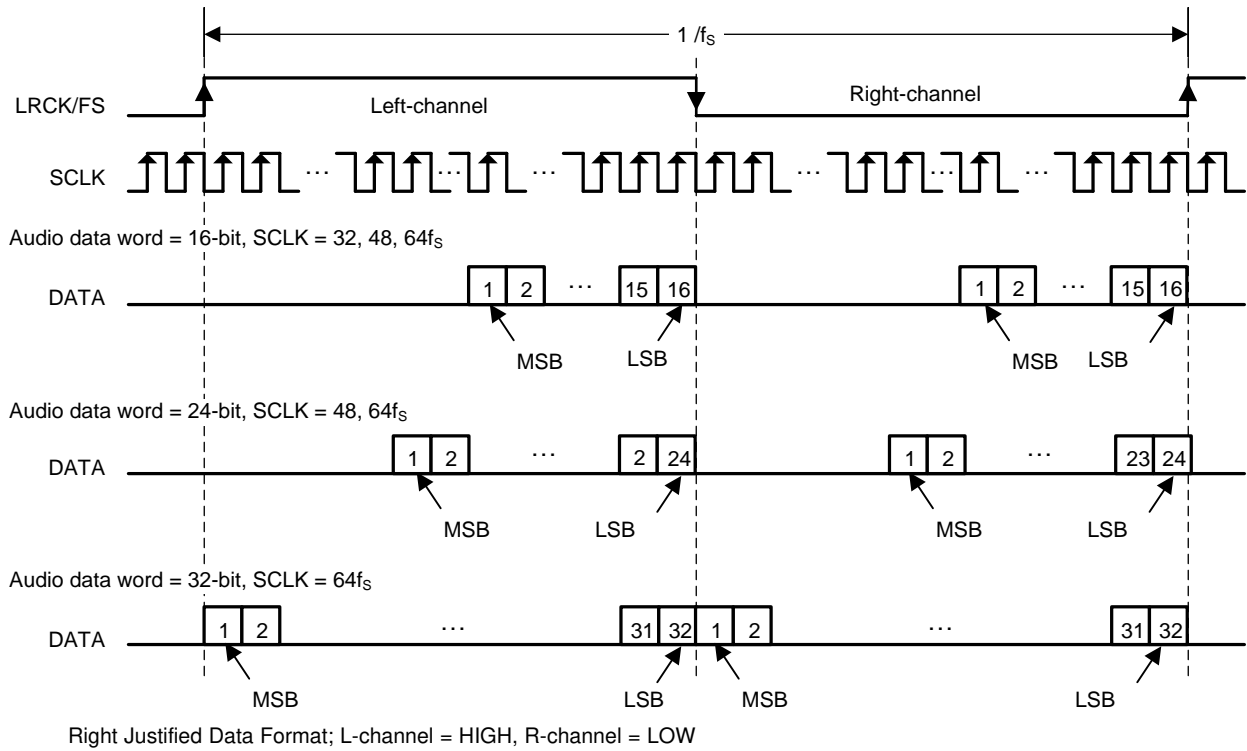 1 /fS
LRCK/FS
Left-channel
Right-channel
SCLK
... ... ... ... ... ...
Audio data word = 16-bit, SCLK = 32, 48, 64fS
DATA
1 2 ... 15 16 1 2 ... 15 16
MSB LSB MSB LSB
Audio data word = 24-bit, SCLK = 48, 64fS
DATA
1 2 ... 2 24 1 2 ... 23 24
MSB LSB MSB LSB
Audio data word = 32-bit, SCLK = 64fS
DATA
1 2 ... 31 32 1 2 ... 31 32
MSB LSB MSB LSB
Right Justified Data Format; L-channel = HIGH, R-channel = LOW